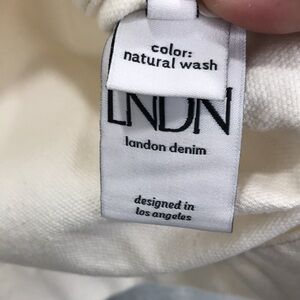 color:
natural wash
LNDN
landon denim
designed in
los angeles